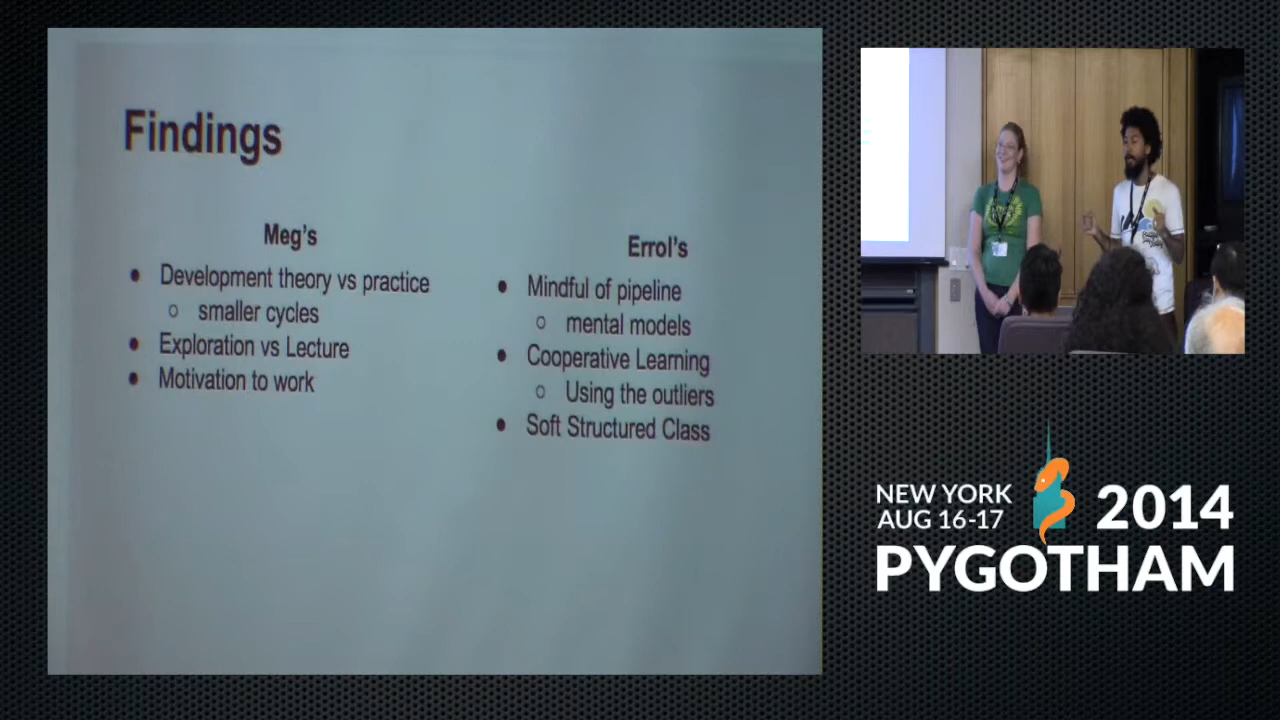 Findings
Meg's
Development theory vs practice
smaller cycles
Exploration vs Lecture
Motivation to work
Errol's
Mindful of pipeline
mental models
Cooperative Learning
Using the outliers
Soft Structured Class
NEW YORK
AUG 16-17
2014
PYGOTHAM